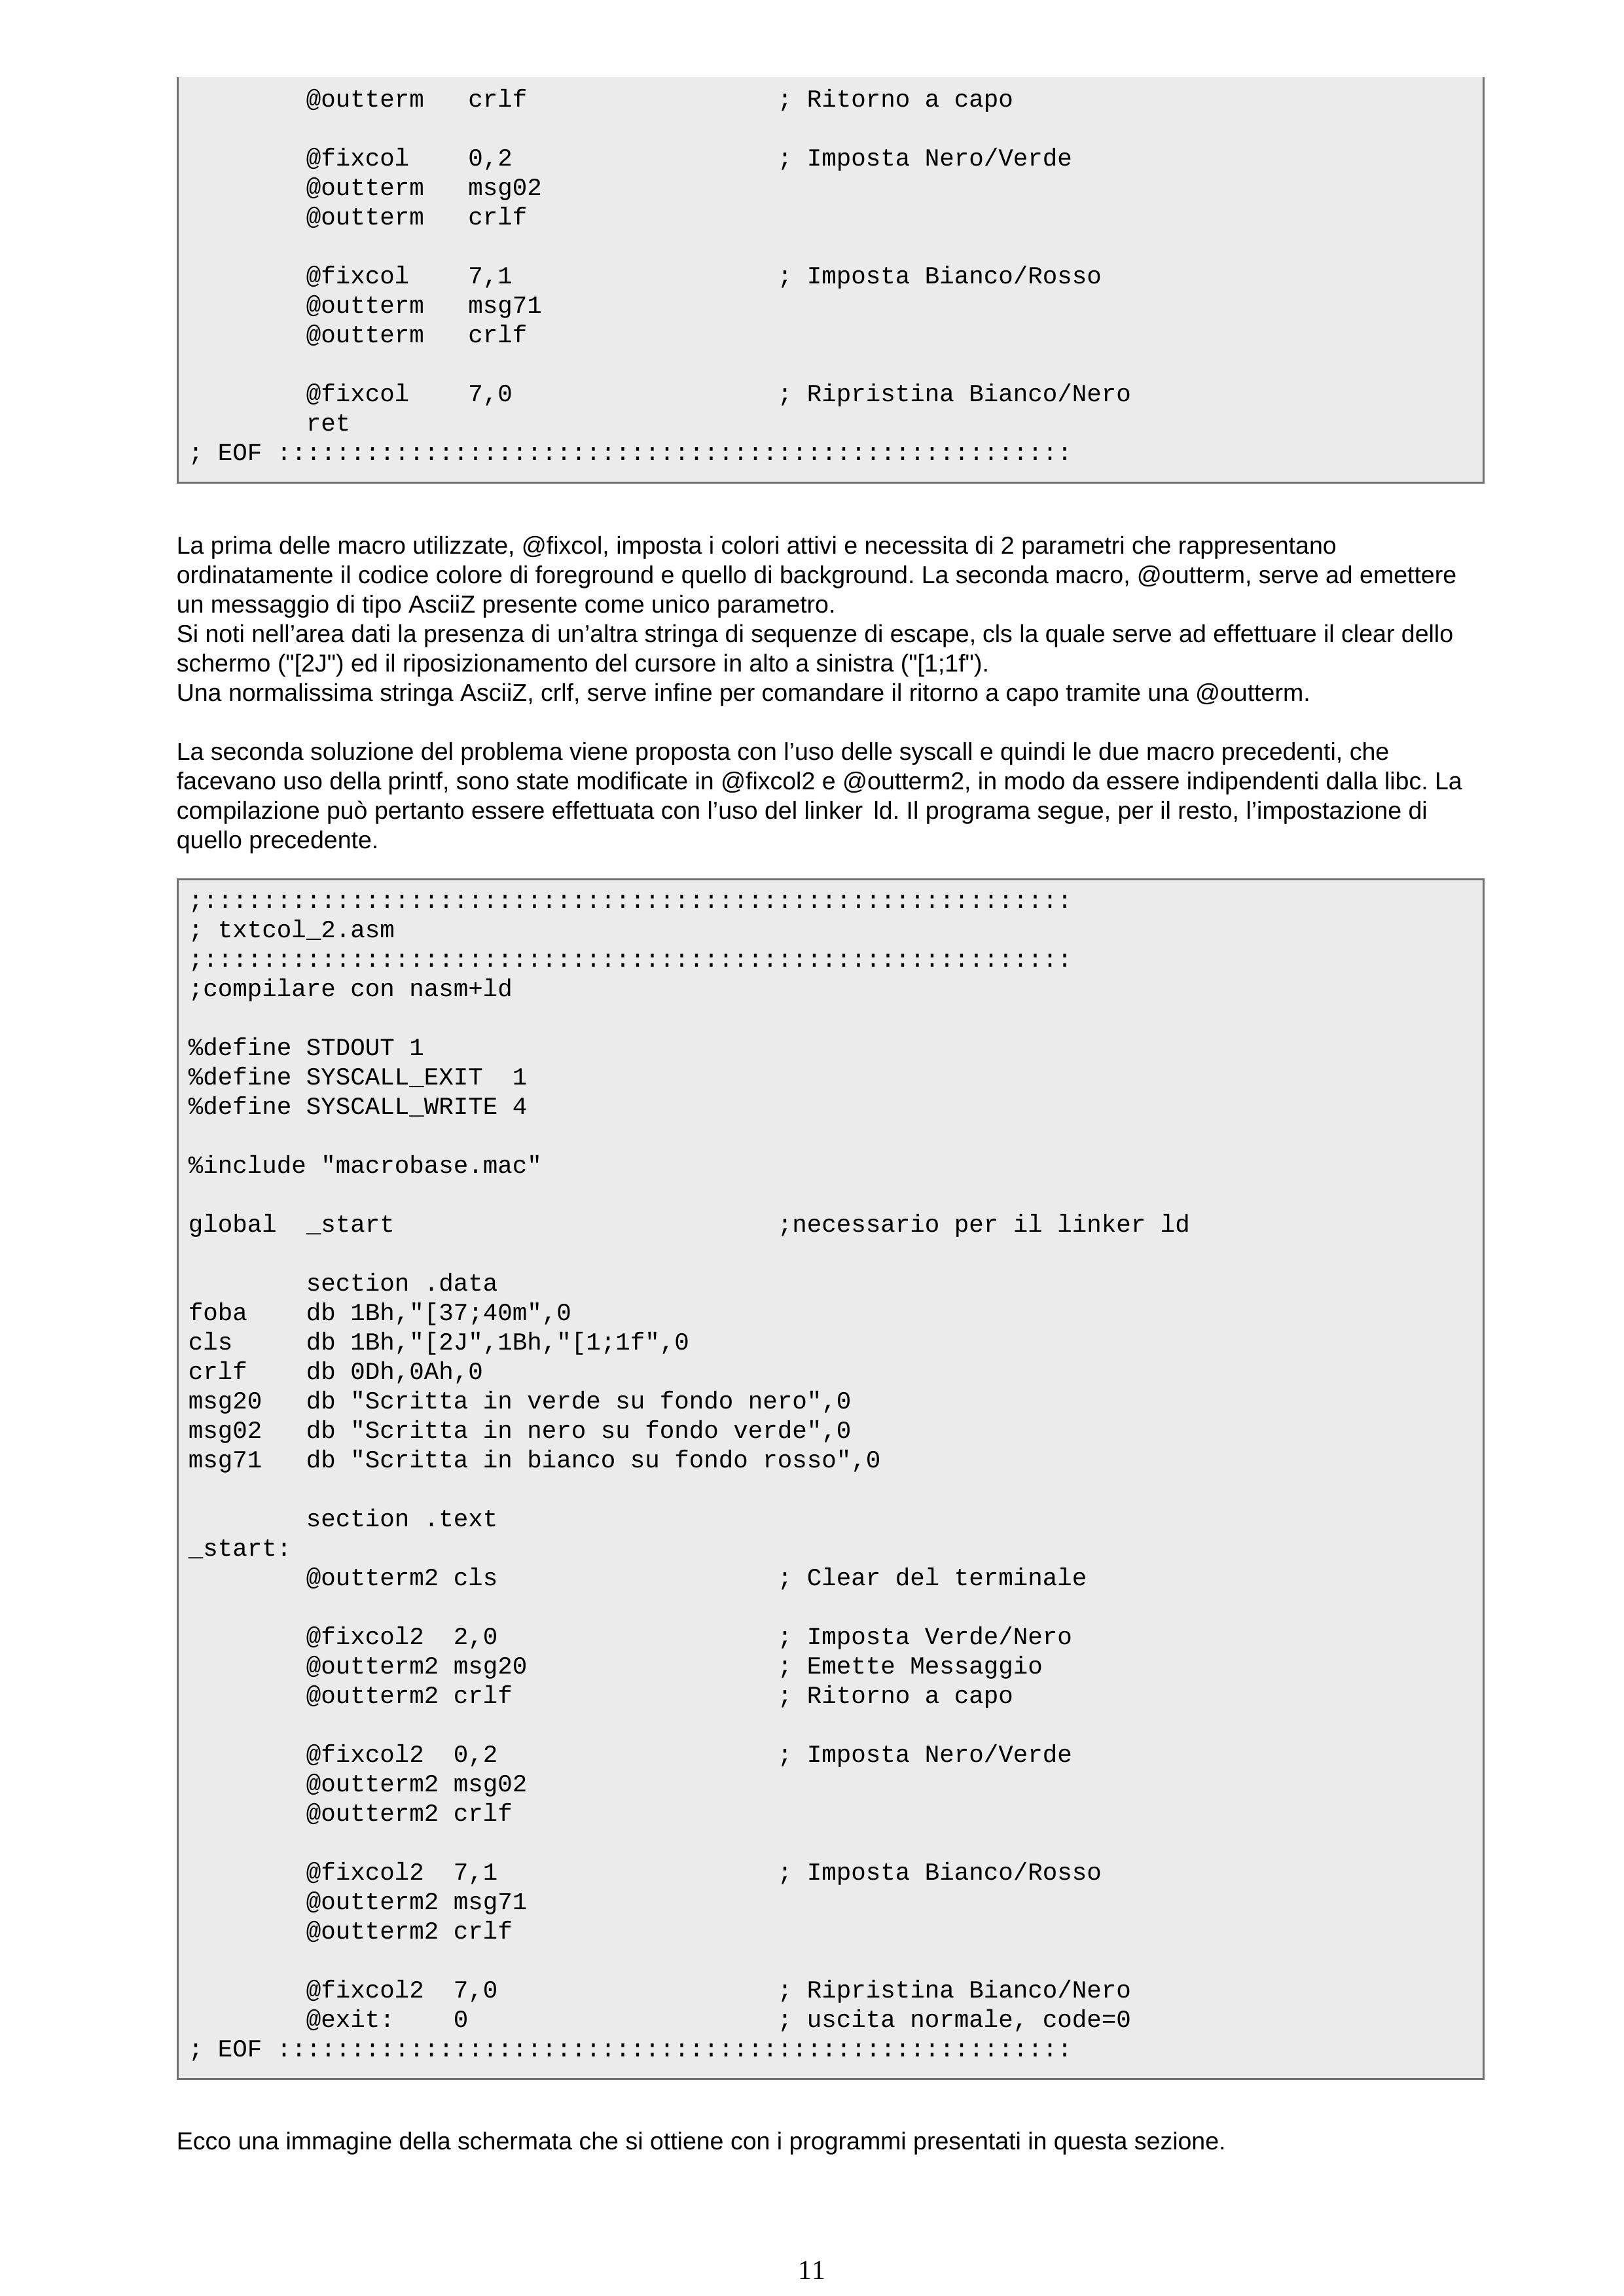 @outterm   crlf                 ; Ritorno a capo

        @fixcol    0,2                  ; Imposta Nero/Verde
        @outterm   msg02
        @outterm   crlf

        @fixcol    7,1                  ; Imposta Bianco/Rosso
        @outterm   msg71
        @outterm   crlf

        @fixcol    7,0                  ; Ripristina Bianco/Nero
        ret
; EOF ::::::::::::::::::::::::::::::::::::::::::::::::::::::

La prima delle macro utilizzate, @fixcol, imposta i colori attivi e necessita di 2 parametri che rappresentano
ordinatamente il codice colore di foreground e quello di background. La seconda macro, @outterm, serve ad emettere
un messaggio di tipo AsciiZ presente come unico parametro.
Si noti nell’area dati la presenza di un’altra stringa di sequenze di escape, cls la quale serve ad effettuare il clear dello
schermo ("[2J") ed il riposizionamento del cursore in alto a sinistra ("[1;1f").
Una normalissima stringa AsciiZ, crlf, serve infine per comandare il ritorno a capo tramite una @outterm.

La seconda soluzione del problema viene proposta con l’uso delle syscall e quindi le due macro precedenti, che
facevano uso della printf, sono state modificate in @fixcol2 e @outterm2, in modo da essere indipendenti dalla libc. La
compilazione può pertanto essere effettuata con l’uso del linker ld. Il programa segue, per il resto, l’impostazione di
quello precedente.

;:::::::::::::::::::::::::::::::::::::::::::::::::::::::::::
; txtcol_2.asm
;:::::::::::::::::::::::::::::::::::::::::::::::::::::::::::
;compilare con nasm+ld

%define STDOUT 1
%define SYSCALL_EXIT  1
%define SYSCALL_WRITE 4

%include "macrobase.mac"

global  _start                          ;necessario per il linker ld

        section .data
foba    db 1Bh,"[37;40m",0
cls     db 1Bh,"[2J",1Bh,"[1;1f",0
crlf    db 0Dh,0Ah,0
msg20   db "Scritta in verde su fondo nero",0
msg02   db "Scritta in nero su fondo verde",0
msg71   db "Scritta in bianco su fondo rosso",0

        section .text
_start:
        @outterm2 cls                   ; Clear del terminale

        @fixcol2  2,0                   ; Imposta Verde/Nero
        @outterm2 msg20                 ; Emette Messaggio
        @outterm2 crlf                  ; Ritorno a capo

        @fixcol2  0,2                   ; Imposta Nero/Verde
        @outterm2 msg02
        @outterm2 crlf

        @fixcol2  7,1                   ; Imposta Bianco/Rosso
        @outterm2 msg71
        @outterm2 crlf

        @fixcol2  7,0                   ; Ripristina Bianco/Nero
        @exit:    0                     ; uscita normale, code=0
; EOF ::::::::::::::::::::::::::::::::::::::::::::::::::::::

Ecco una immagine della schermata che si ottiene con i programmi presentati in questa sezione.

11